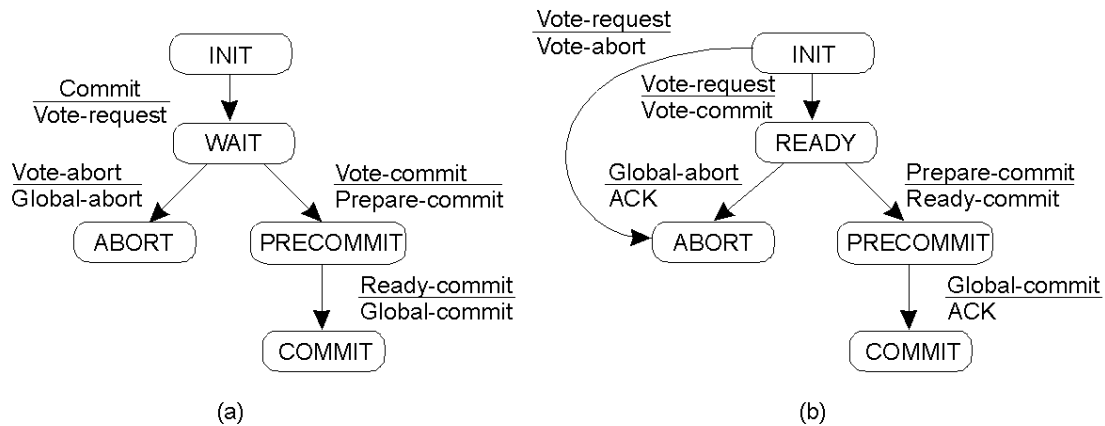 INIT
Commit
Vote-request
WAIT
Vote-abort
Global-abort
Vote-commit
Prepare-commit
ABORT
PRECOMMIT
Ready-commit
Global-commit
COMMIT
(a)
Vote-request
Vote-abort
INIT
Vote-request
Vote-commit
READY
Global-abort
ACK
Prepare-commit
Ready-commit
ABORT
PRECOMMIT
Global-commit
ACK
COMMIT
(b)